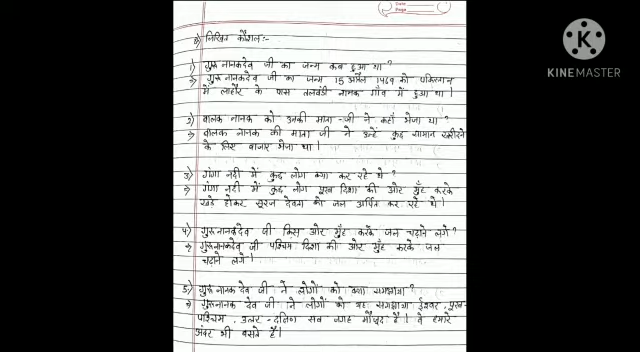 Date
Page
B) लिखित कौशल:-
1) गुरु नानकदेव जी का जन्म कब हुआ था?
⇒ गुरु नानकदेव जी का जन्म 15 अप्रैल 1469 को पाकिस्तान
में लाहौर के पास तलवंडी नामक गाँव में हुआ था।
2) बालक नानक को उनकी माता-जी ने कहाँ भेजा था?
⇒ बालक नानक की माता जी ने उन्हें कुछ सामान खरीदने
के लिए बाजार भेजा था।
3) गंगा नदी में कुछ लोग क्या कर रहे थे?
⇒ गंगा नदी में कुछ लोग पूरब दिशा की ओर मुँह करके
खड़े होकर सूरज देवता को जल अर्पित कर रहे थे।
4) गुरुनानकदेव जी किस ओर मुँह करके जल चढ़ाने लगे?
⇒ गुरुनानकदेव जी पश्चिम दिशा की ओर मुँह करके जल
चढ़ाने लगे।
5) गुरुनानक देव जी ने लोगों को क्या समझाया?
⇒ गुरुनानक देव जी ने लोगों को यह समझाया ईश्वर, पूरब-
पश्चिम, उत्तर-दक्षिण सब जगह मौजूद हैं। वे हमारे
अंदर भी बसते हैं।
KINEMASTER